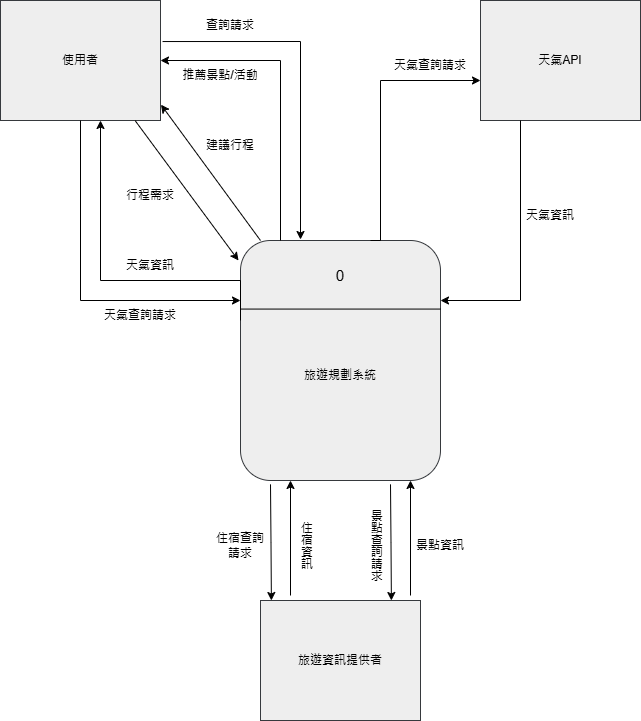 查詢請求
使用者
天氣API
天氣查詢請求
推薦景點/活動
建議行程
行程需求
天氣資訊
天氣資訊
0
天氣查詢請求
旅遊規劃系統
住宿查詢
請求
住宿資訊
景點查詢請求
景點資訊
旅遊資訊提供者